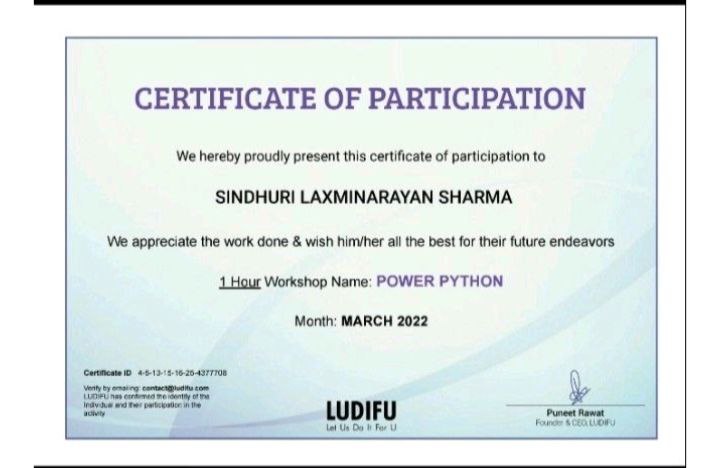 CERTIFICATE OF PARTICIPATION
We hereby proudly present this certificate of participation to
SINDHURI LAXMINARAYAN SHARMA
We appreciate the work done & wish him/her all the best for their future endeavors
1 Hour Workshop Name: POWER PYTHON
Month: MARCH 2022
Certificate ID 4-5-13-15-16-26-4377708
Verify by emailing: contact@ludifu.com
LUDIFU has confirmed the identity of the
individual and their participation in the
activity
LUDIFU
Let Us Do It For U
Puneet Rawat
Founder & CEO, LUDIFU